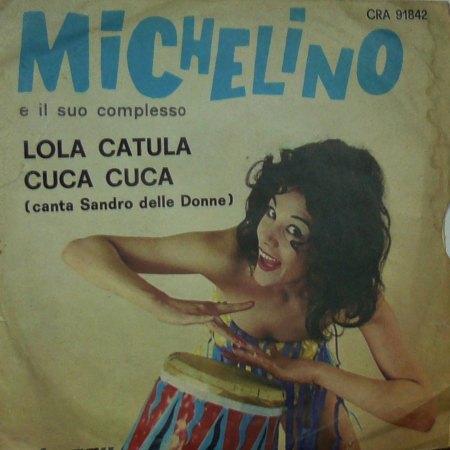 CRA 91842
MiCHELiNO
e il suo complesso
LOLA CATULA
CUCA CUCA
(canta Sandro delle Donne)